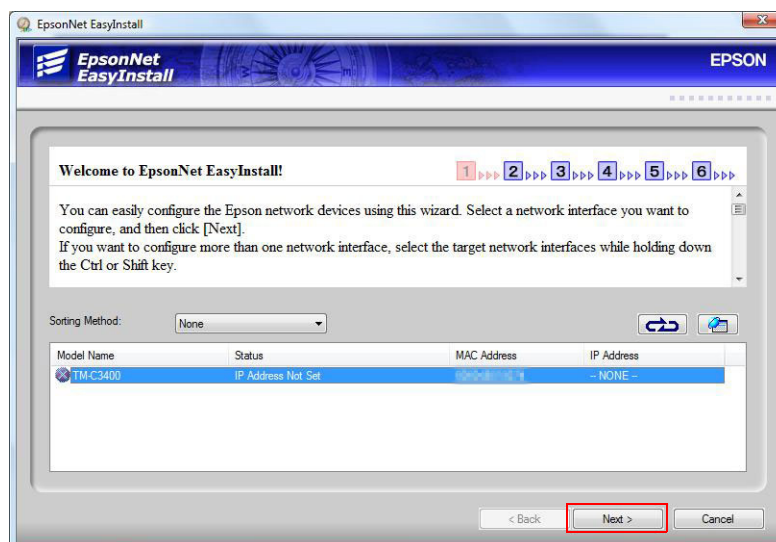 EpsonNet EasyInstall
EpsonNet
EasyInstall
EPSON
Welcome to EpsonNet EasyInstall!
1 2 3 4 5 6
You can easily configure the Epson network devices using this wizard. Select a network interface you want to
configure, and then click [Next].
If you want to configure more than one network interface, select the target network interfaces while holding down
the Ctrl or Shift key.
Sorting Method: None
Model Name Status MAC Address IP Address
TM-C3400 IP Address Not Set -- NONE --
< Back Next > Cancel